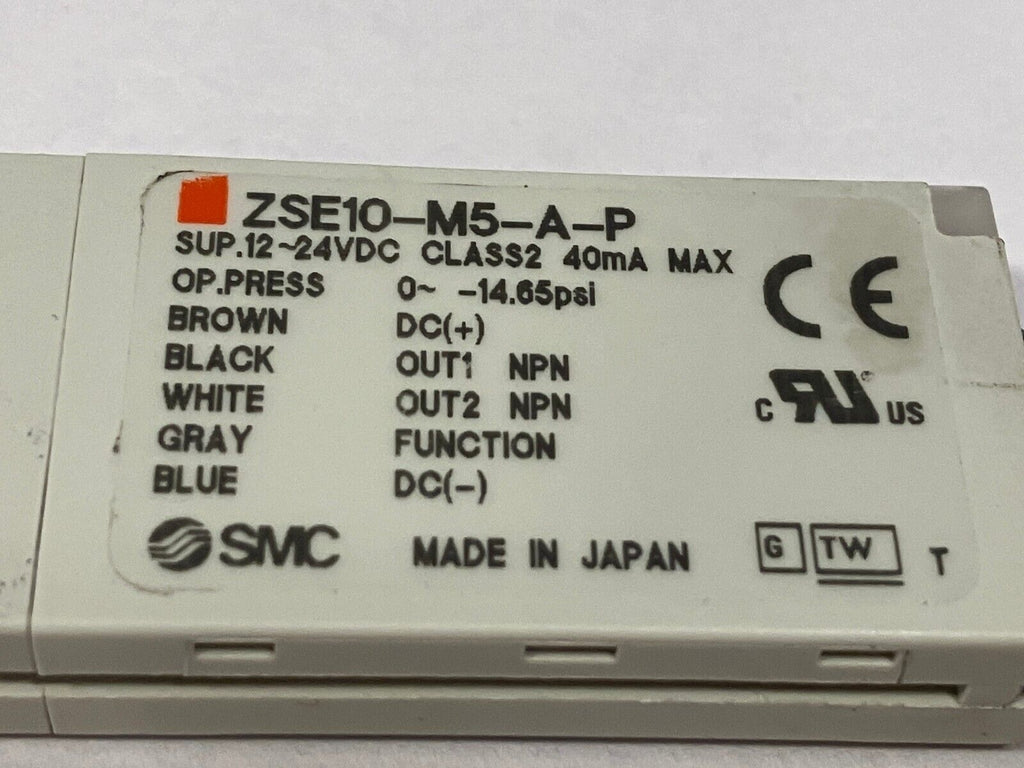 ZSE10-M5-A-P
SUP.12~24VDC CLASS2 40mA MAX
OP.PRESS 0~ -14.65psi
BROWN DC(+)
BLACK OUT1 NPN
WHITE OUT2 NPN
GRAY FUNCTION
BLUE DC(-)
CE
C RU US
SMC MADE IN JAPAN G TW T